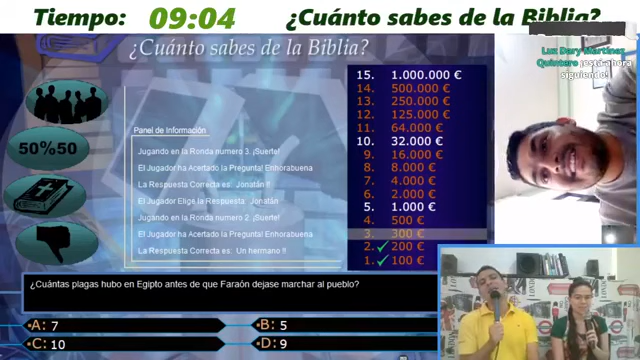 Tiempo: 09:04 ¿Cuánto sabes de la Biblia?
¿Cuánto sabes de la Biblia?
Luz Dary Martínez
Quintero ¡está ahora
siguiendo!
50%50
Panel de Información
Jugando en la Ronda numero 3. ¡Suerte!
El Jugador ha Acertado la Pregunta! Enhorabuena
La Respuesta Correcta es: Jonatán !!
El Jugador Elige la Respuesta: Jonatán
Jugando en la Ronda numero 2. ¡Suerte!
El Jugador ha Acertado la Pregunta! Enhorabuena
La Respuesta Correcta es: Un hermano !!
15. 1.000.000 €
14. 500.000 €
13. 250.000 €
12. 125.000 €
11. 64.000 €
10. 32.000 €
9. 16.000 €
8. 8.000 €
7. 4.000 €
6. 2.000 €
5. 1.000 €
4. 500 €
3. 300 €
2. 200 €
1. 100 €
¿Cuántas plagas hubo en Egipto antes de que Faraón dejase marchar al pueblo?
A: 7
B: 5
C: 10
D: 9